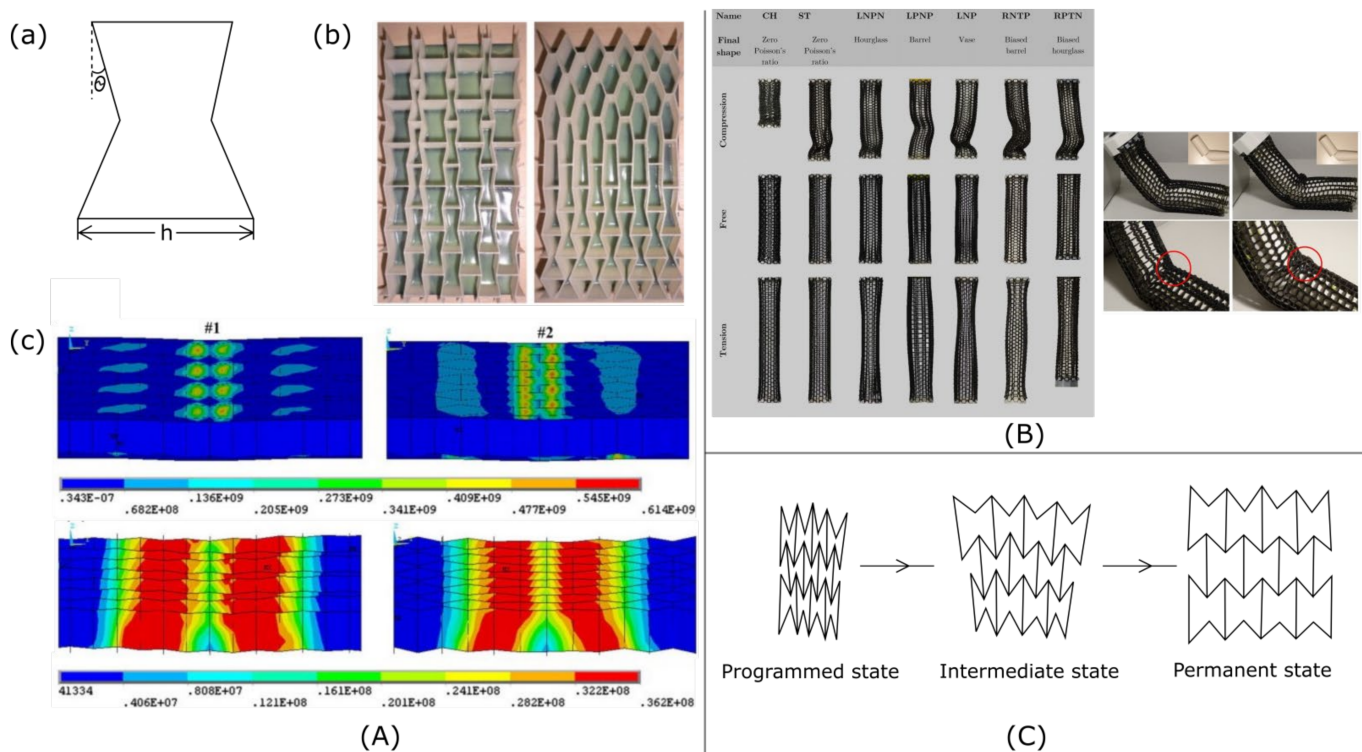 (a)
Θ
h
(b)
(c)
#1
#2
.343E-07 .136E+09 .273E+09 .409E+09 .545E+09
.682E+08 .205E+09 .341E+09 .477E+09 .614E+09
41334 .808E+07 .161E+08 .241E+08 .322E+08
.406E+07 .121E+08 .201E+08 .282E+08 .362E+08
(A)
Name CH ST LNPN LPNP LNP RNTP RPTN
Final shape Zero Poisson's ratio Zero Poisson's ratio Hourglass Barrel Vase Biased barrel Biased hourglass
Compression
Free
Tension
(B)
Programmed state Intermediate state Permanent state
(C)